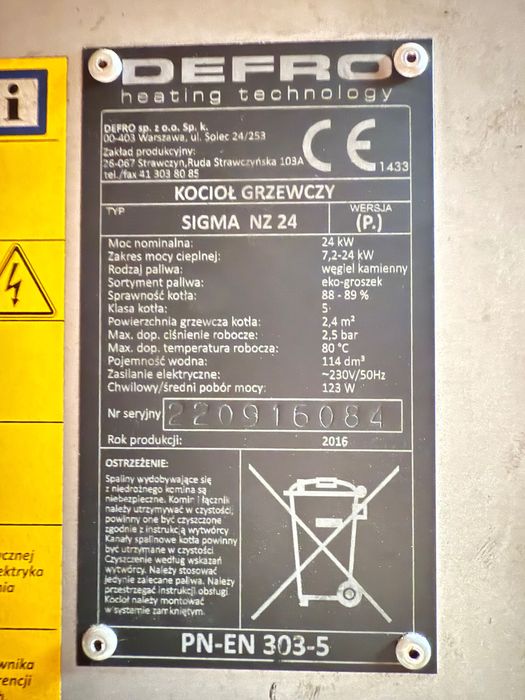 DEFRO
heating technology
DEFRO sp. z o.o. Sp. k.
00-403 Warszawa, ul. Solec 24/253
Zakład produkcyjny:
26-067 Strawczyn,Ruda Strawczyńska 103A
tel./fax 41 303 80 85
CE
1433
KOCIOŁ GRZEWCZY
TYP
SIGMA NZ 24
WERSJA
(P.)
Moc nominalna: 24 kW
Zakres mocy cieplnej: 7,2-24 kW
Rodzaj paliwa: węgiel kamienny
Sortyment paliwa: eko-groszek
Sprawność kotła: 88 - 89 %
Klasa kotła: 5
Powierzchnia grzewcza kotła: 2,4 m²
Max. dop. ciśnienie robocze: 2,5 bar
Max. dop. temperatura robocza: 80 °C
Pojemność wodna: 114 dm³
Zasilanie elektryczne: ~230V/50Hz
Chwilowy/średni pobór mocy: 123 W
Nr seryjny 220916084
Rok produkcji: 2016
OSTRZEŻENIE:
Spaliny wydobywające się
z niedrożnego komina są
niebezpieczne. Komin i łącznik
należy utrzymywać w czystości,
powinny one być czyszczone
zgodnie z instrukcją wytwórcy
Kanały spalinowe kotła powinny
być utrzymane w czystości
Czyszczenie według wskazań
wytwórcy. Należy stosować
jedynie zalecane paliwa. Należy
przestrzegać instrukcji obsługi.
Kocioł należy montować
w systemie zamkniętym.
PN-EN 303-5
i
cznej
ektryka
nia
wnika
rencji